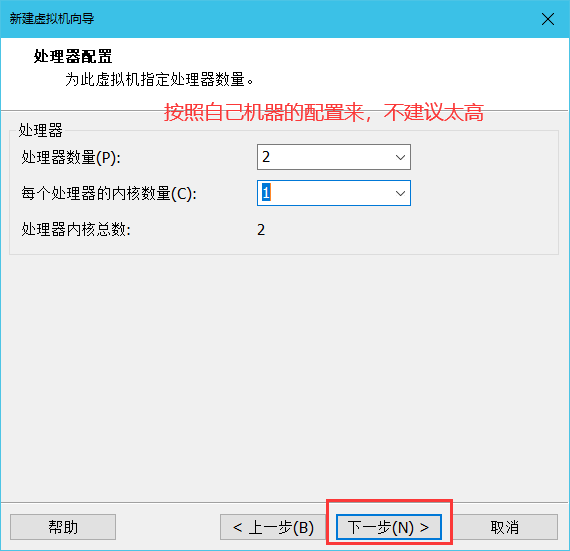 新建虚拟机向导
处理器配置
为此虚拟机指定处理器数量。
按照自己机器的配置来，不建议太高
处理器
处理器数量(P): 2
每个处理器的内核数量(C): 1
处理器内核总数: 2
帮助 < 上一步(B) 下一步(N) > 取消